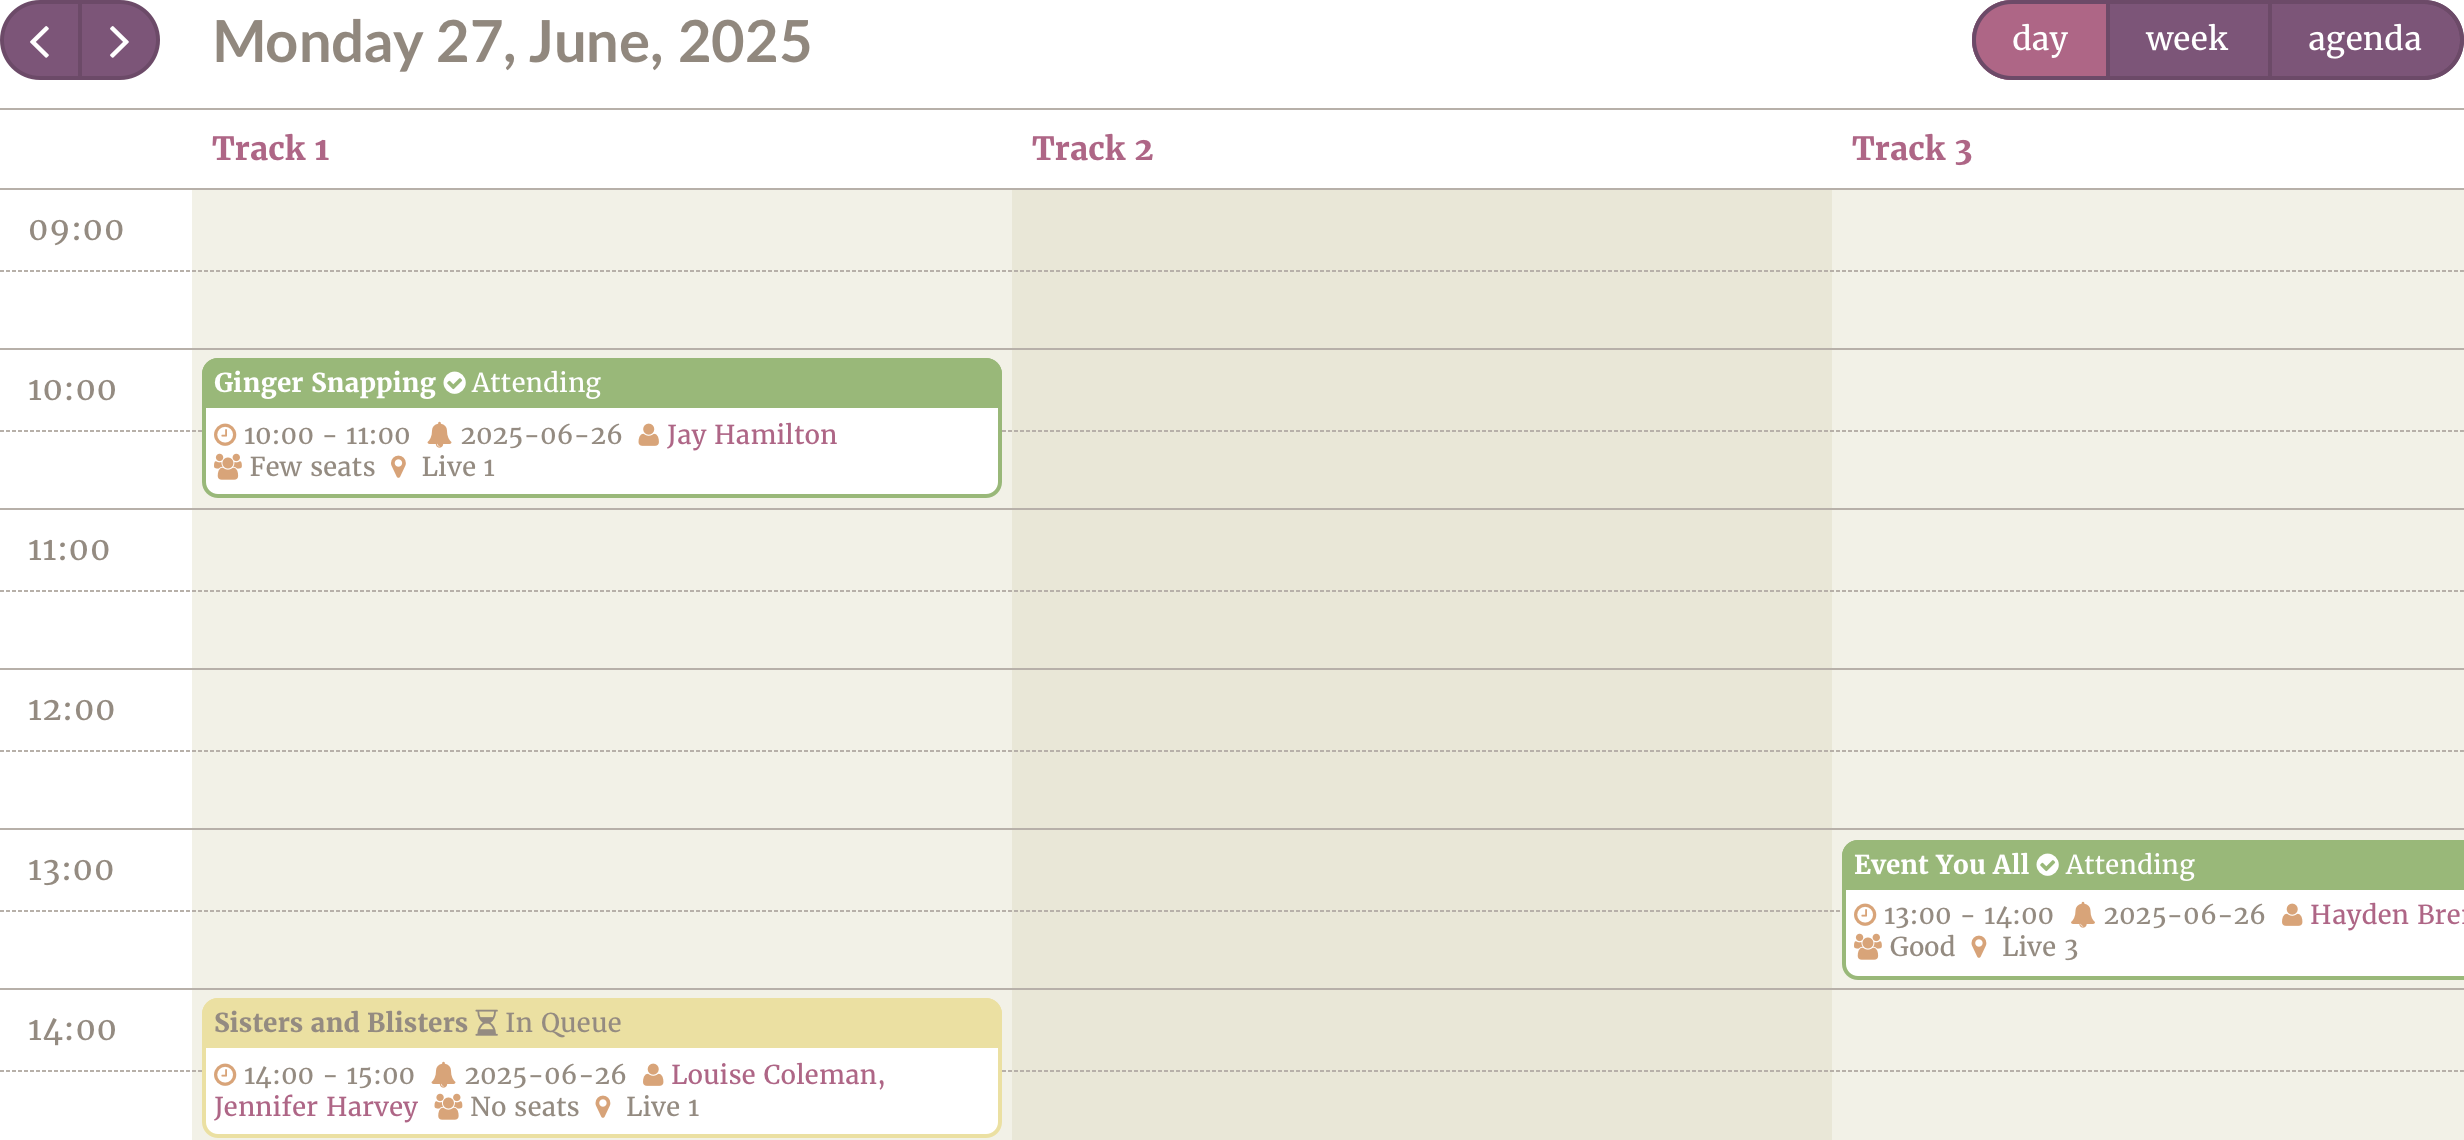 Monday 27, June, 2025
day week agenda
Track 1 Track 2 Track 3
09:00
10:00
Ginger Snapping Attending
10:00 - 11:00 2025-06-26 Jay Hamilton
Few seats Live 1
11:00
12:00
13:00
Event You All Attending
13:00 - 14:00 2025-06-26 Hayden
Good Live 3
14:00
Sisters and Blisters In Queue
14:00 - 15:00 2025-06-26 Louise Coleman,
Jennifer Harvey No seats Live 1